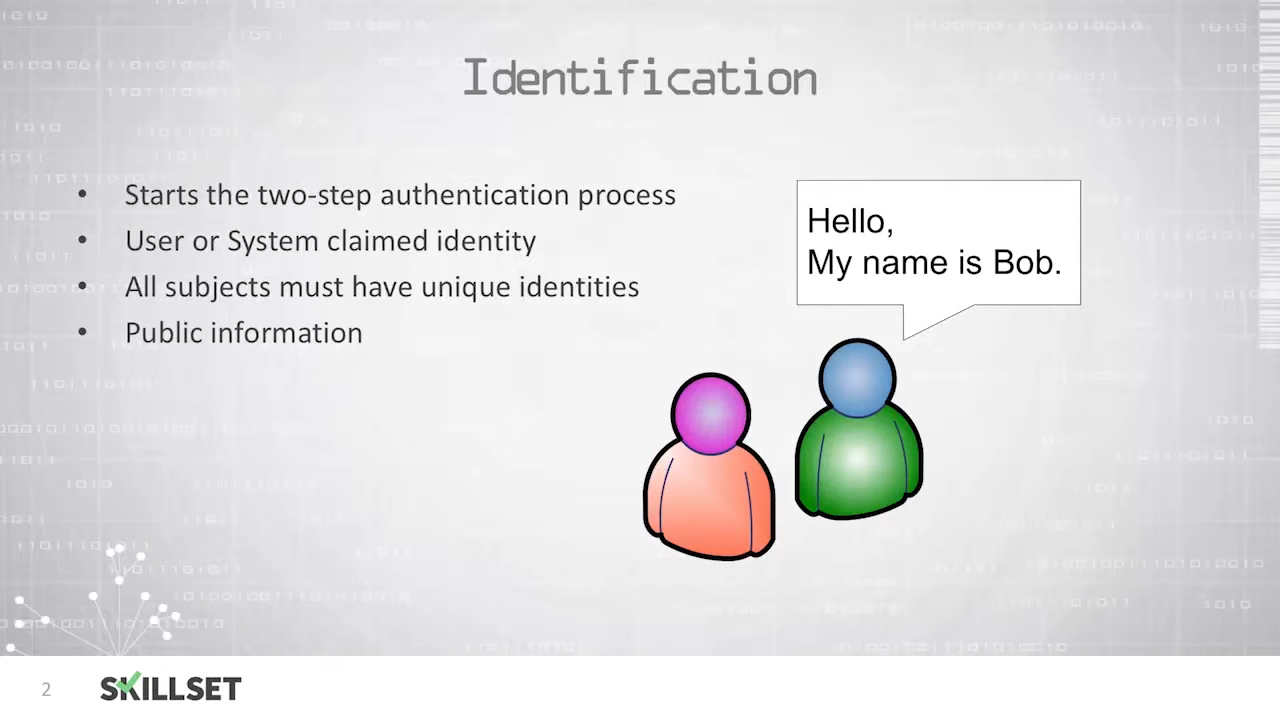 Identification
• Starts the two-step authentication process
• User or System claimed identity
• All subjects must have unique identities
• Public information
Hello,
My name is Bob.
2
SKILLSET